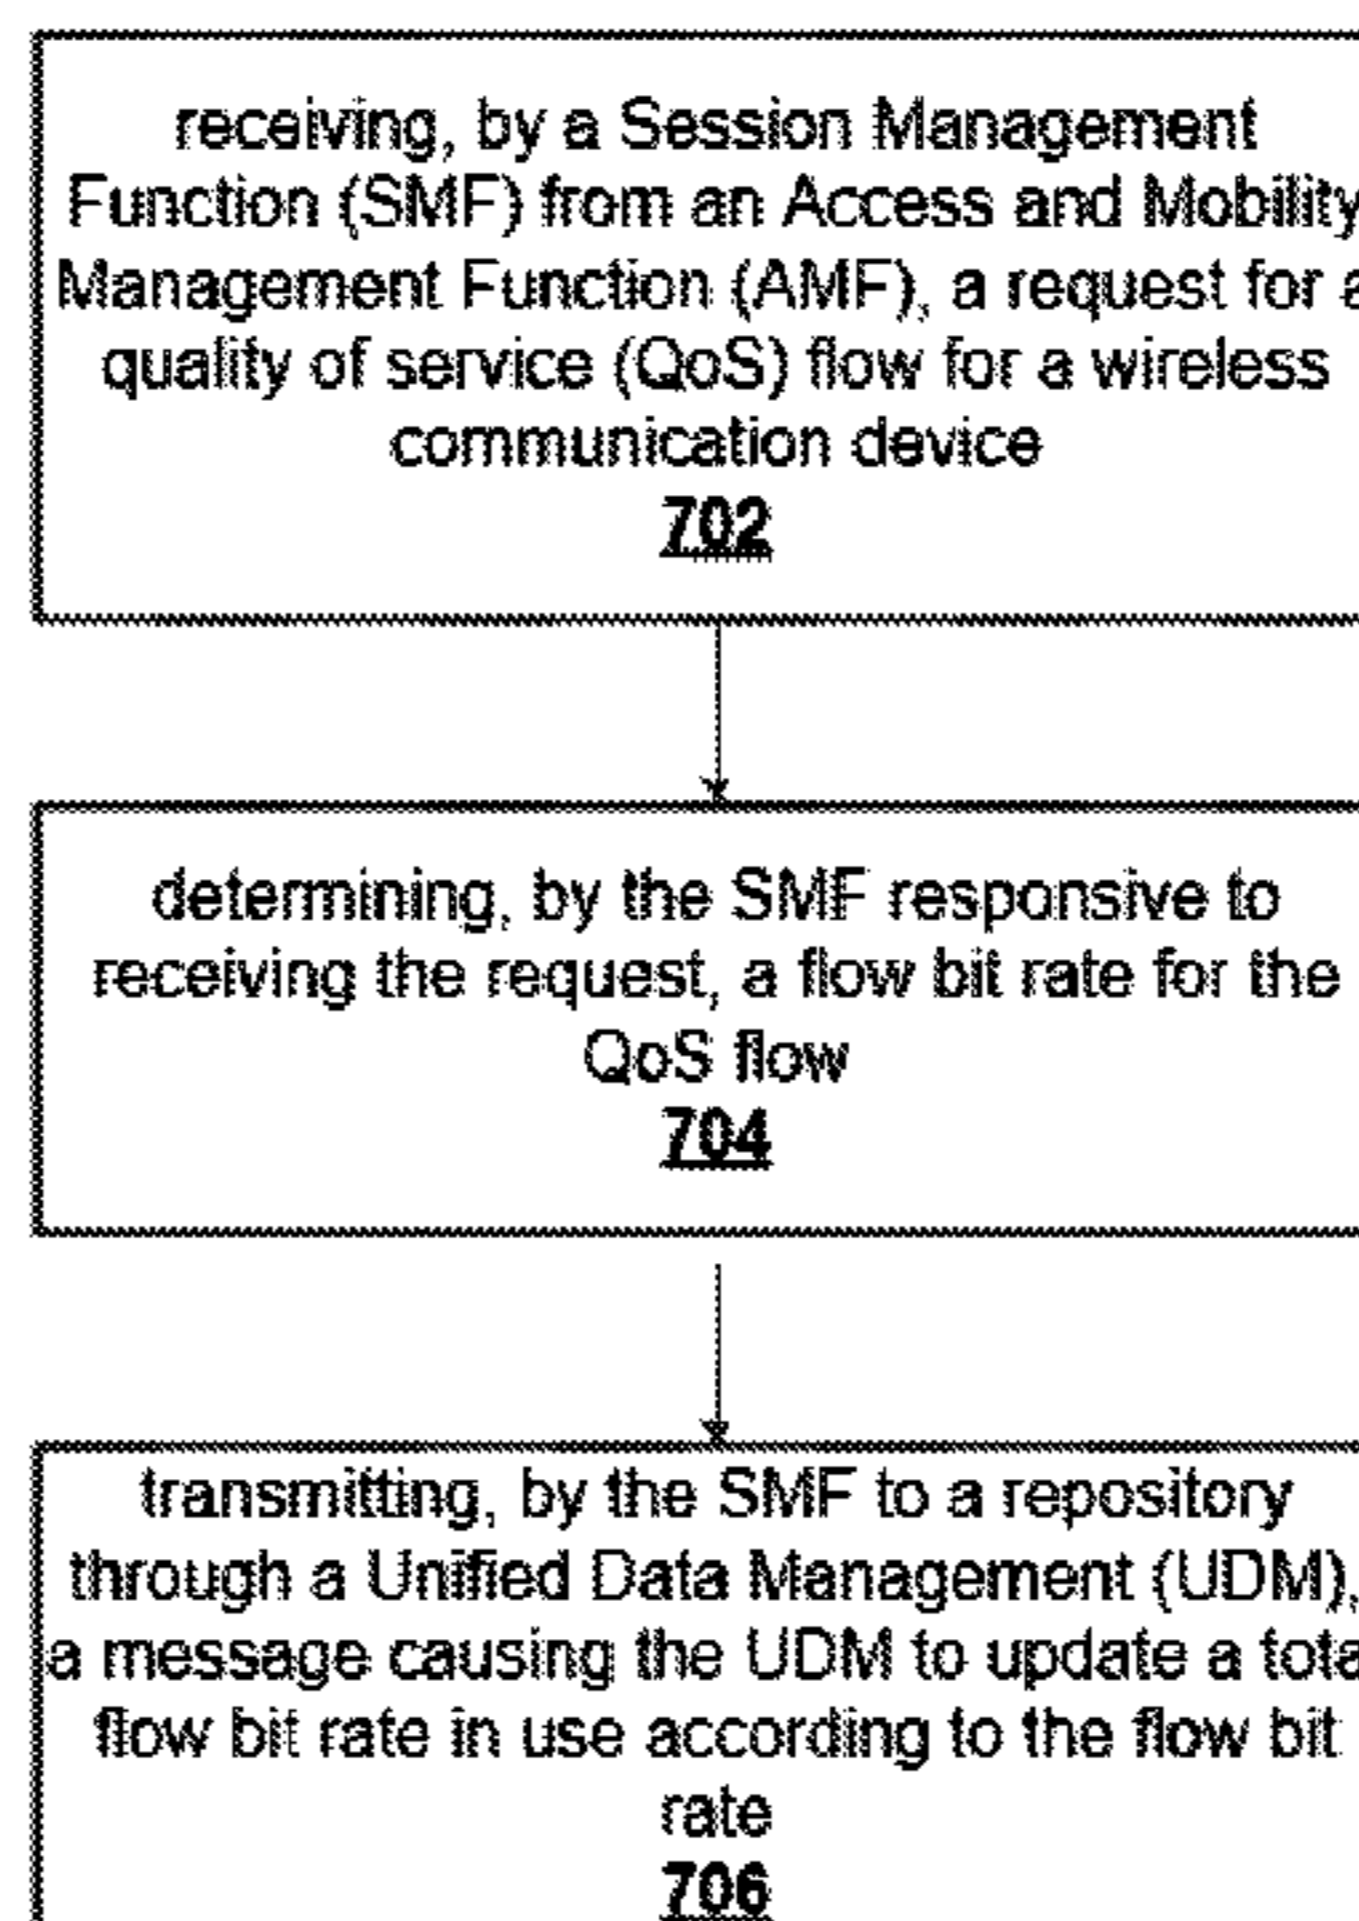 receiving, by a Session Management
Function (SMF) from an Access and Mobility
Management Function (AMF), a request for a
quality of service (QoS) flow for a wireless
communication device
702
determining, by the SMF responsive to
receiving the request, a flow bit rate for the
QoS flow
704
transmitting, by the SMF to a repository
through a Unified Data Management (UDM),
a message causing the UDM to update a tota
flow bit rate in use according to the flow bit
rate
706